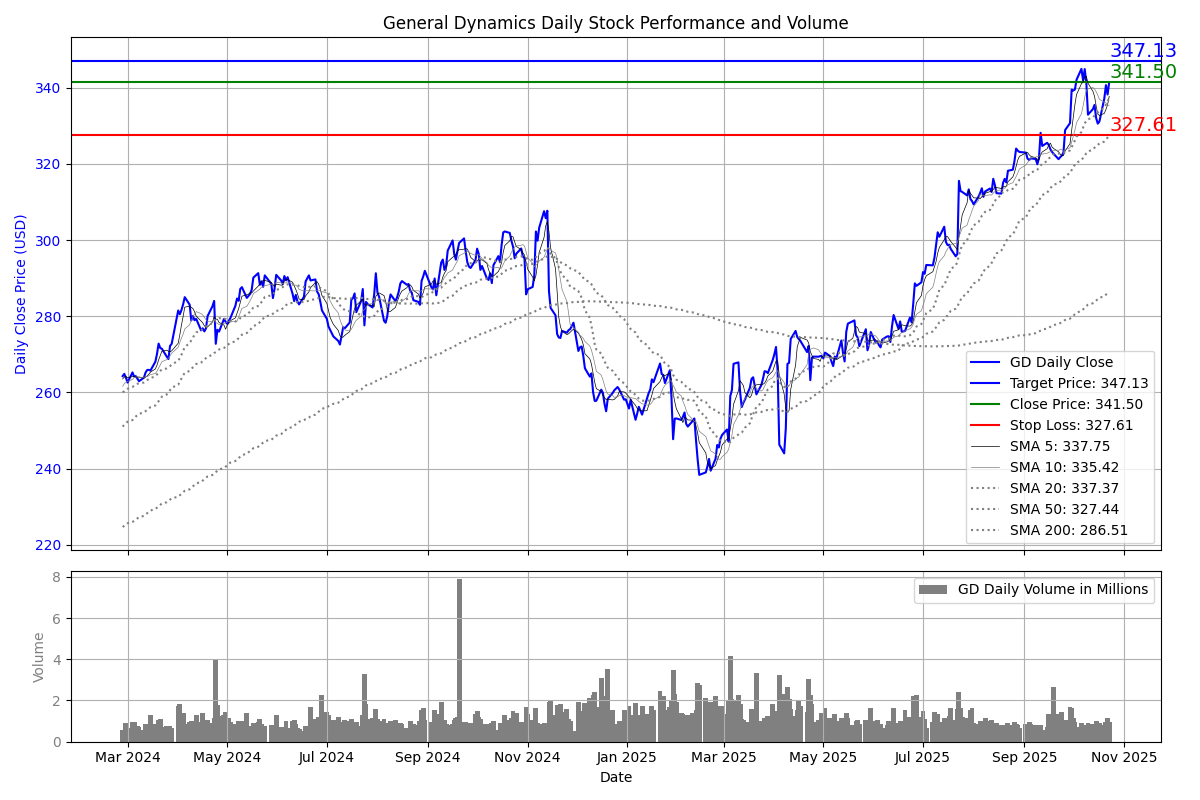 General Dynamics Daily Stock Performance and Volume
347.13
341.50
327.61
340
320
300
280
260
240
220
Daily Close Price (USD)
GD Daily Close
Target Price: 347.13
Close Price: 341.50
Stop Loss: 327.61
SMA 5: 337.75
SMA 10: 335.42
SMA 20: 337.37
SMA 50: 327.44
SMA 200: 286.51
8
6
4
2
0
Volume
GD Daily Volume in Millions
Mar 2024 May 2024 Jul 2024 Sep 2024 Nov 2024 Jan 2025 Mar 2025 May 2025 Jul 2025 Sep 2025 Nov 2025
Date